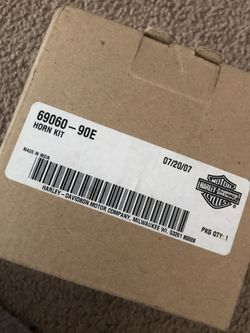 69060-90E
HORN KIT
07/20/07
MADE IN INDIA
MOTOR
HARLEY-DAVIDSON
CYCLES
HARLEY-DAVIDSON MOTOR COMPANY, MILWAUKEE WI. 53201
PKG QTY: 1